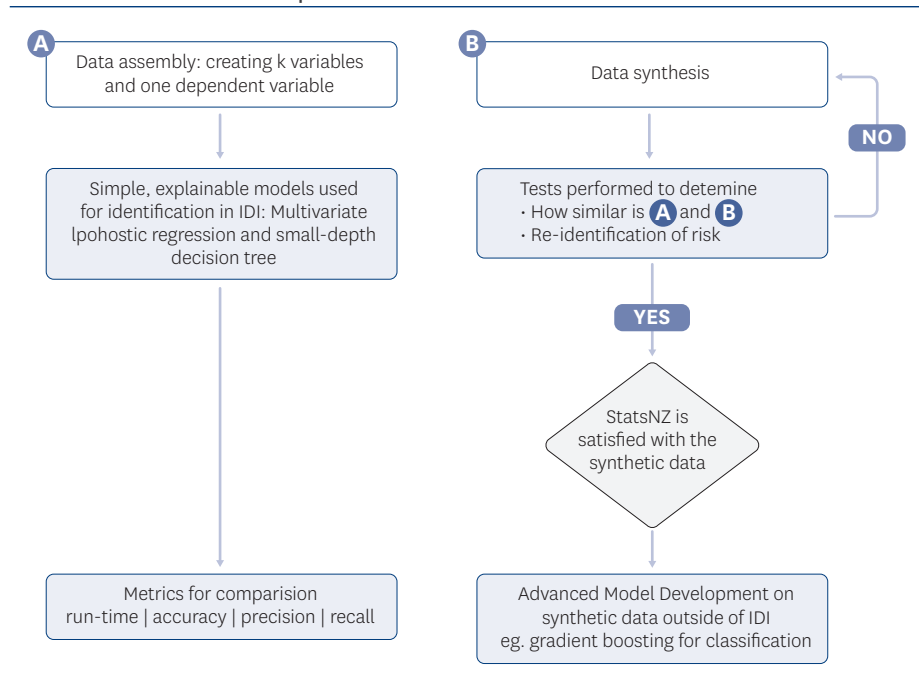 A
Data assembly: creating k variables
and one dependent variable
Simple, explainable models used
for identification in IDI: Multivariate
lpohostic regression and small-depth
decision tree
Metrics for comparision
run-time | accuracy | precision | recall
B
Data synthesis
NO
Tests performed to detemine
• How similar is A and B
• Re-identification of risk
YES
StatsNZ is
satisfied with the
synthetic data
Advanced Model Development on
synthetic data outside of IDI
eg. gradient boosting for classification